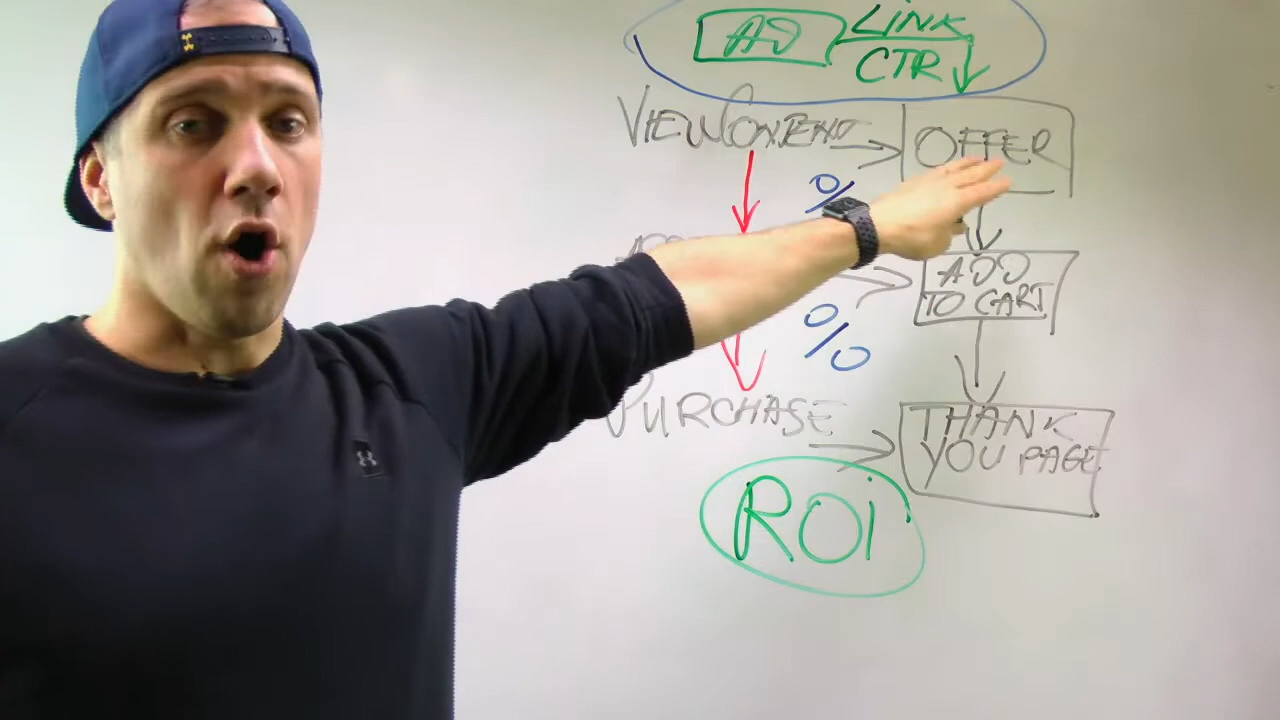 AD LINK
CTR
VIEWCONTENT OFFER
%
ADD
TO CART
%
PURCHASE THANK
YOU PAGE
ROI